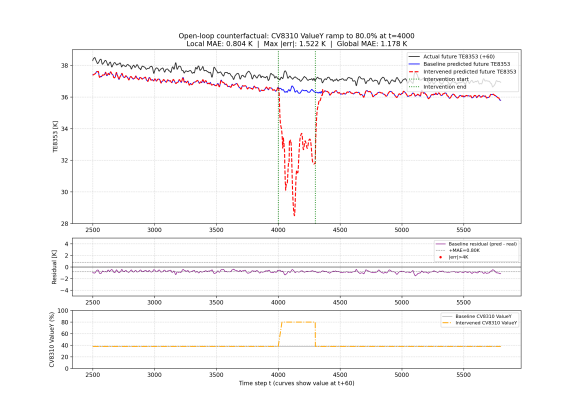 Open-loop counterfactual: CV8310 ValueY ramp to 80.0% at t=4000
Local MAE: 0.804 K | Max |err|: 1.522 K | Global MAE: 1.178 K
TE8353 [K]
38
36
34
32
30
28
Actual future TE8353 (+60)
Baseline predicted future TE8353
Intervened predicted future TE8353
Intervention start
Intervention end
2500 3000 3500 4000 4500 5000 5500
Residual [K]
4
2
0
−2
−4
Baseline residual (pred - real)
+MAE=0.80K
|err|>4K
2500 3000 3500 4000 4500 5000 5500
CV8310 ValueY (%)
100
80
60
40
20
0
Baseline CV8310 ValueY
Intervened CV8310 ValueY
2500 3000 3500 4000 4500 5000 5500
Time step t (curves show value at t+60)